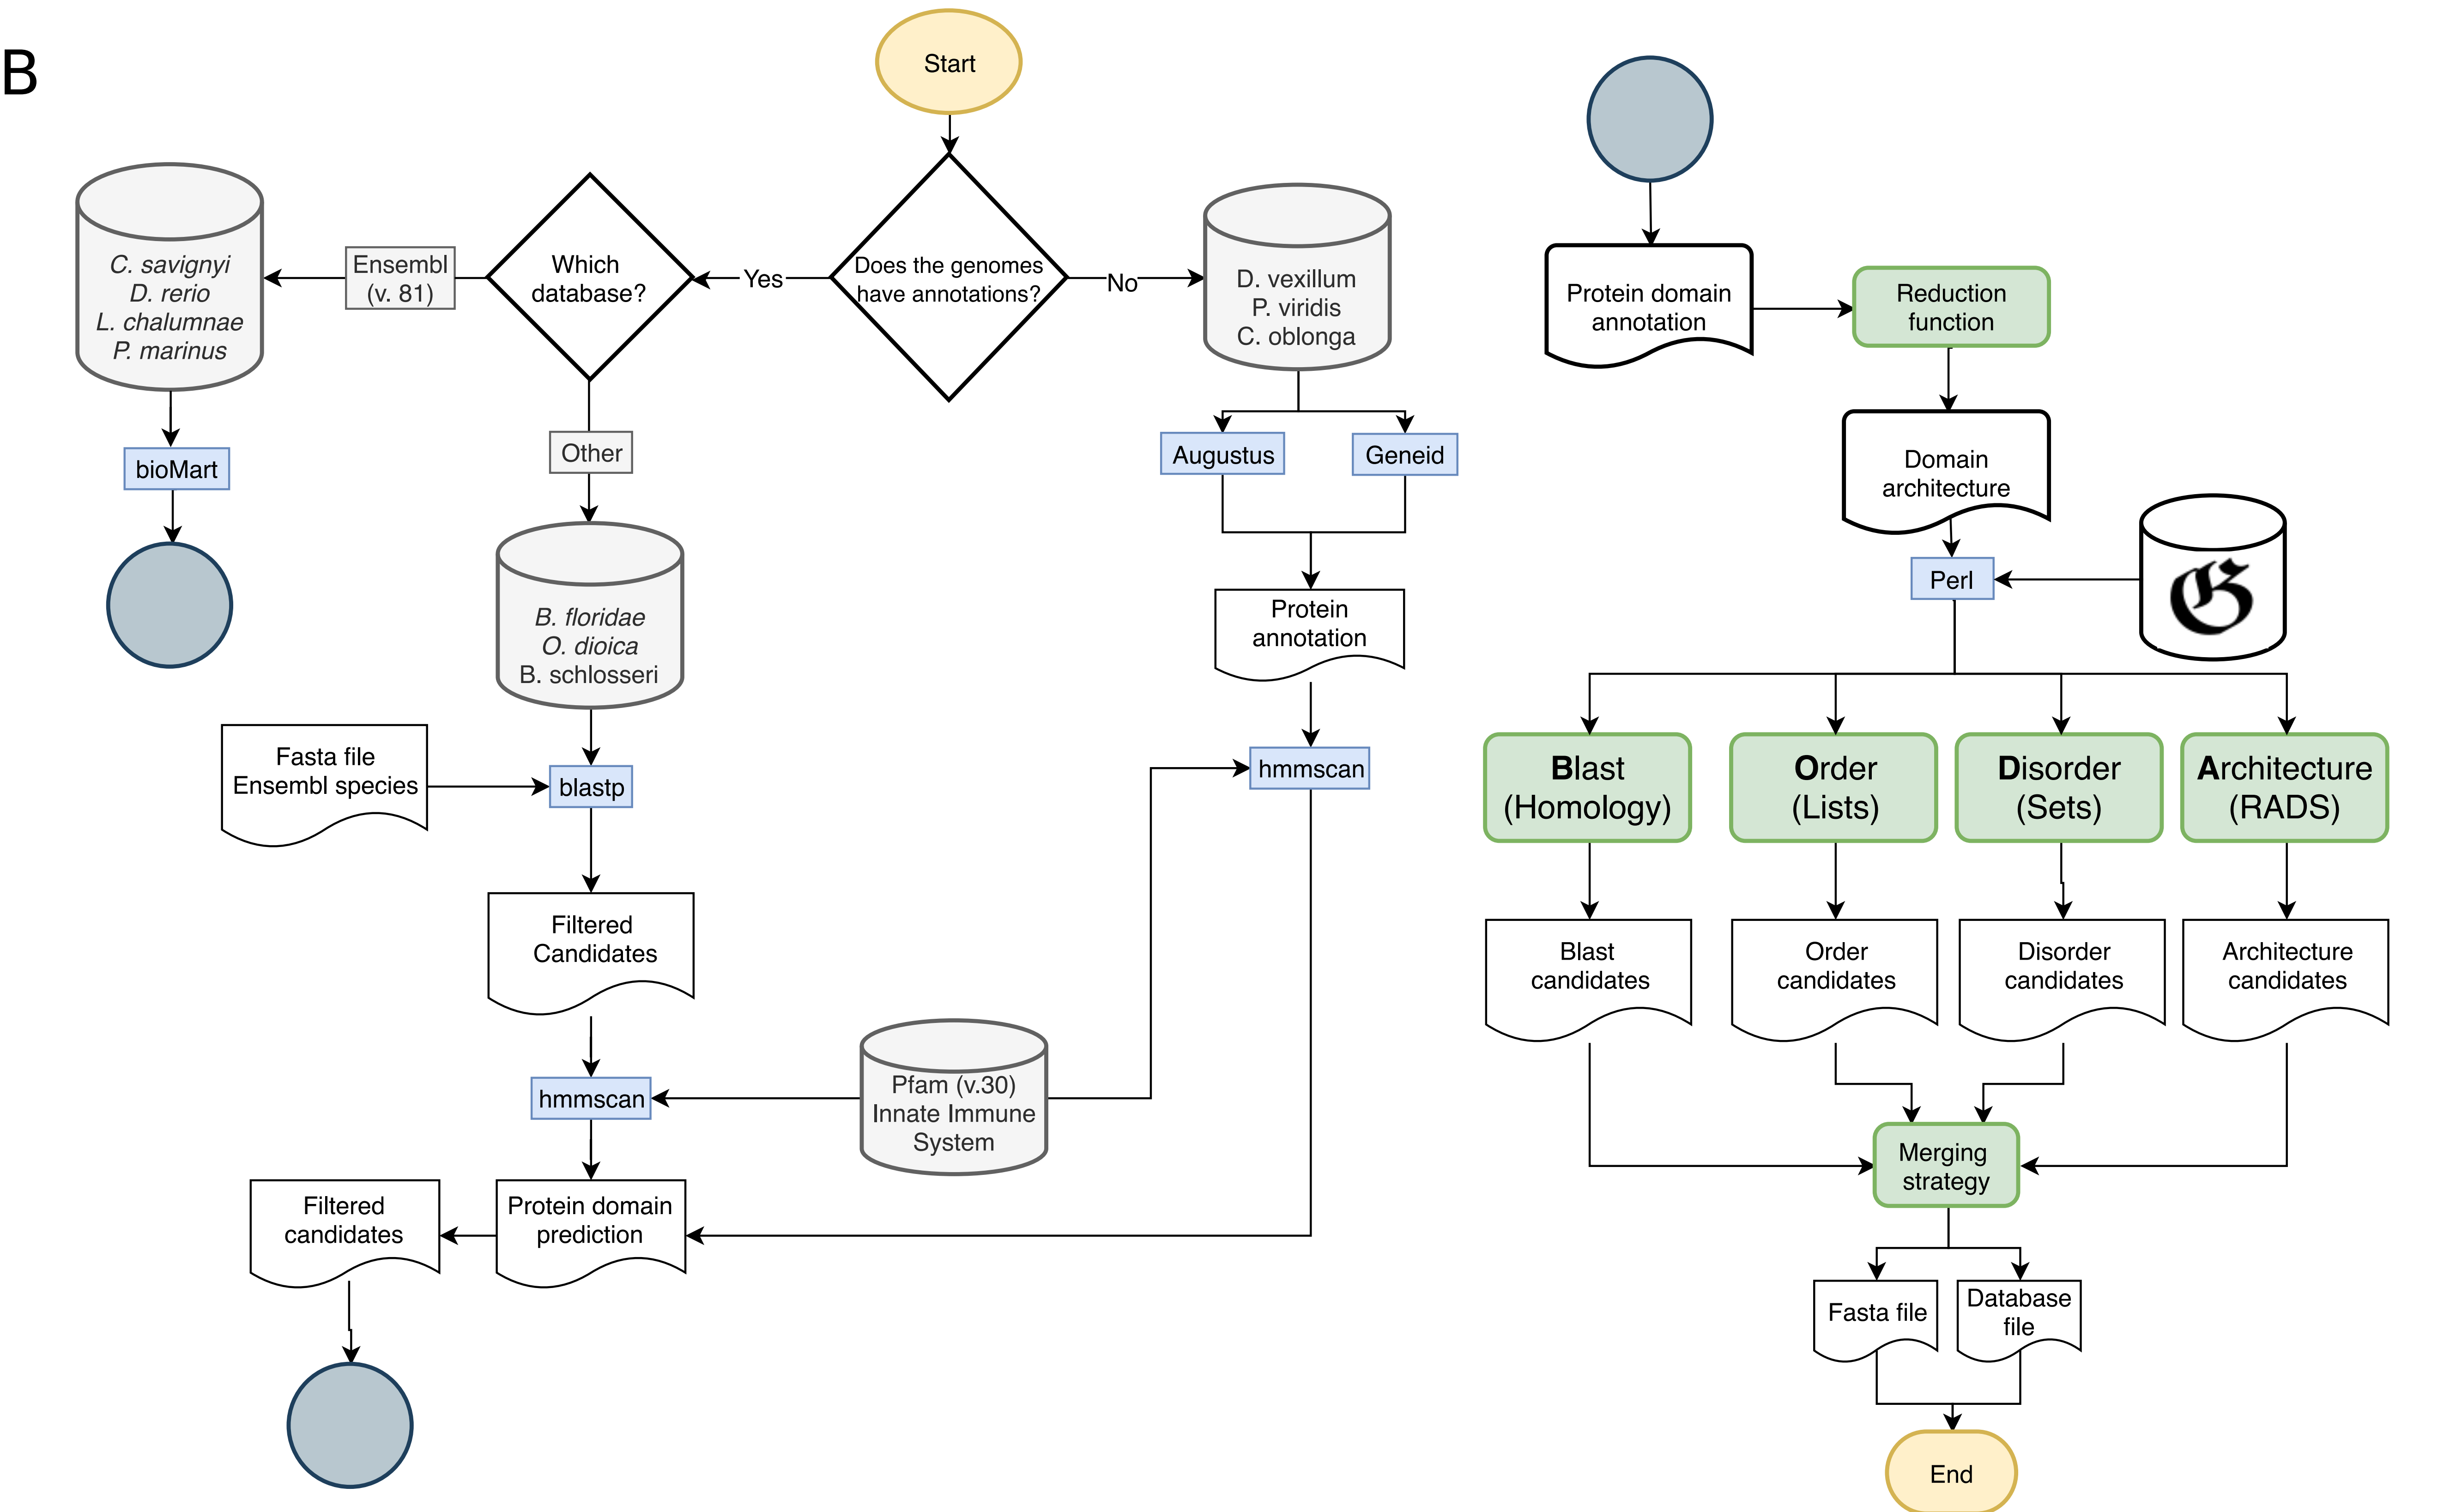 B
Start
Does the genomes
have annotations?
Yes
No
Which
database?
Ensembl
(v. 81)
C. savignyi
D. rerio
L. chalumnae
P. marinus
bioMart
Other
B. floridae
O. dioica
B. schlosseri
Fasta file
Ensembl species
blastp
Filtered
Candidates
hmmscan
Pfam (v.30)
Innate Immune
System
Protein domain
prediction
Filtered
candidates
D. vexillum
P. viridis
C. oblonga
Augustus
Geneid
Protein
annotation
hmmscan
Protein domain
annotation
Reduction
function
Domain
architecture
Perl
𝕲
Blast
(Homology)
Order
(Lists)
Disorder
(Sets)
Architecture
(RADS)
Blast
candidates
Order
candidates
Disorder
candidates
Architecture
candidates
Merging
strategy
Fasta file
Database
file
End